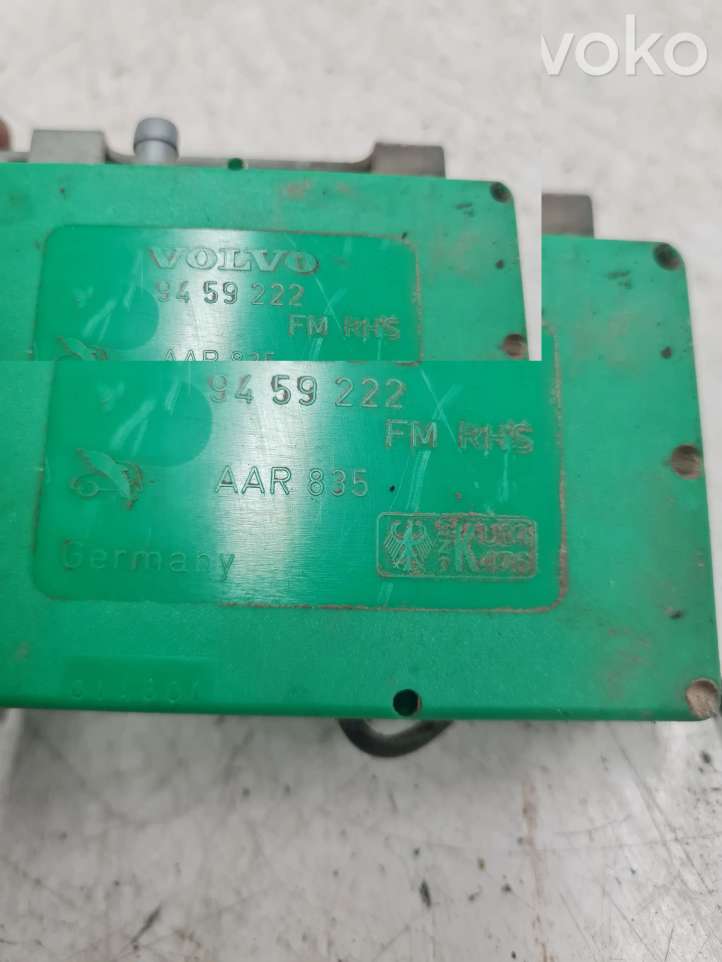 voko
VOLVO
94 59 222
FM RHS
AAR 835
94 59 222
FM RHS
AAR 835
Germany